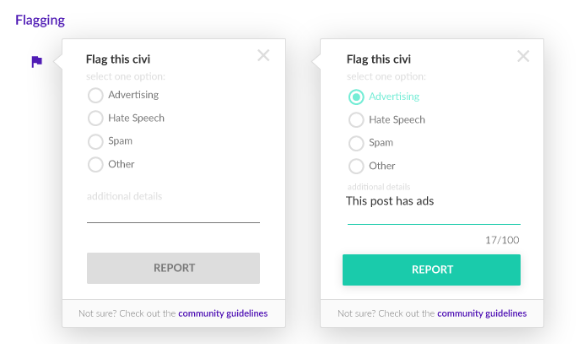 Flagging
Flag this civi
select one option:
Advertising
Hate Speech
Spam
Other
additional details
REPORT
Not sure? Check out the community guidelines
Flag this civi
select one option:
Advertising
Hate Speech
Spam
Other
additional details
This post has ads
17/100
REPORT
Not sure? Check out the community guidelines